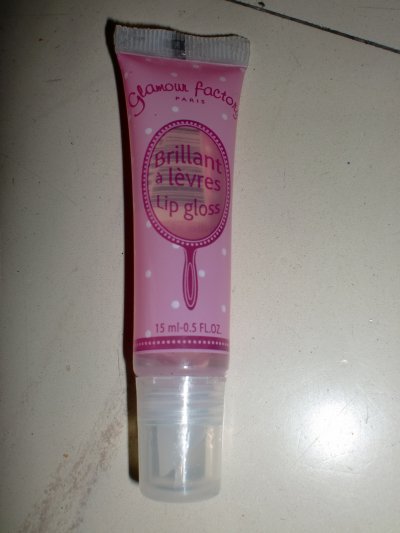 Glamour factory
PARIS
Brillant
à lèvres
Lip gloss
15 ml-0.5 FL.OZ.